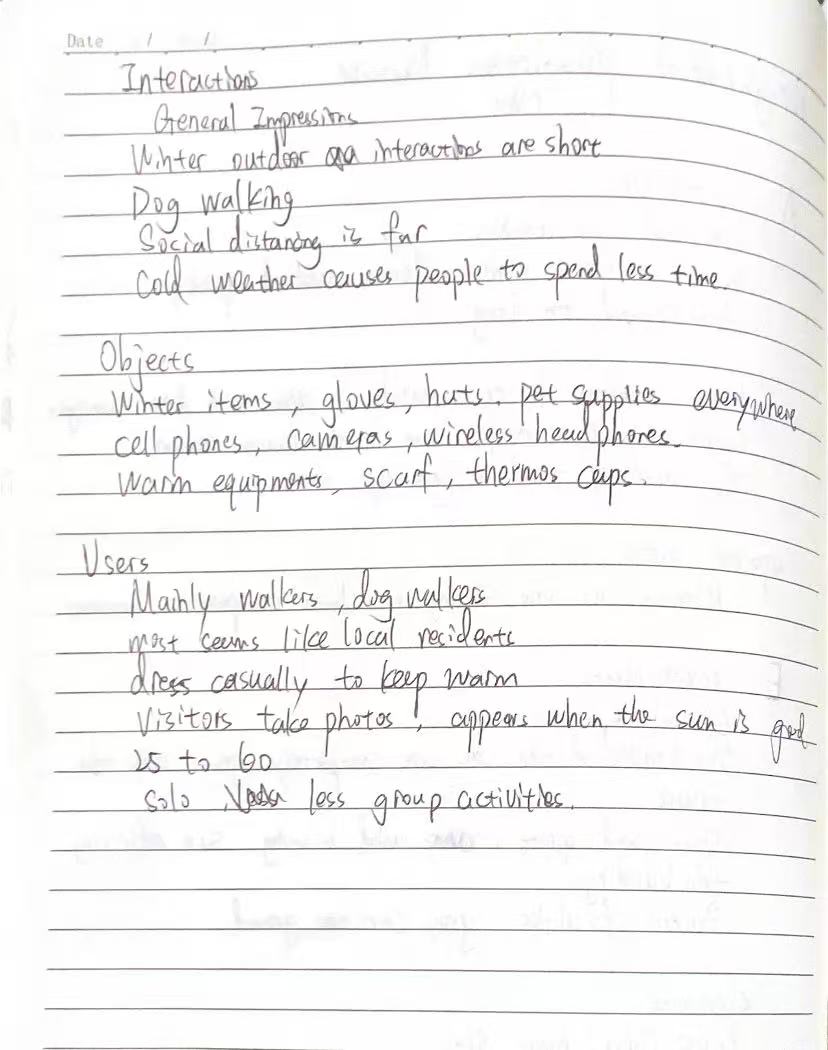 Date / /
Interactions
General Impressions
Winter outdoor interactions are short
Dog walking
Social distancing is far
Cold weather causes people to spend less time.
Objects
Winter items, gloves, hats. pet supplies everywhere
cell phones, cameras, wireless headphones.
Warm equipments, scarf, thermos cups.
Users
Mainly walkers, dog walkers
most seems like local residents
dress casually to keep warm
Visitors take photos, appears when the sun is good
25 to 60
Solo, less group activities.